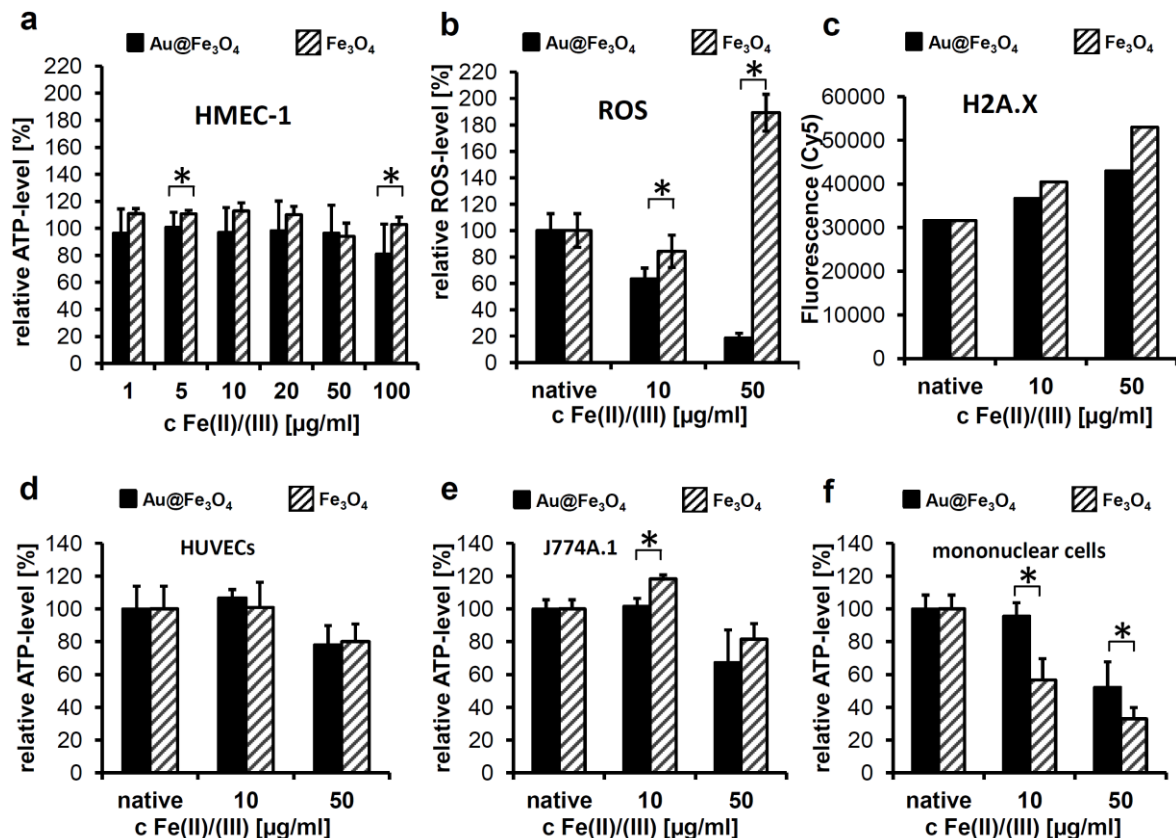 a
Au@Fe₃O₄ Fe₃O₄
relative ATP-level [%]
220
200
180
160
140
120
100
80
60
40
20
0
HMEC-1
*
*
1 5 10 20 50 100
c Fe(II)/(III) [µg/ml]
b
Au@Fe₃O₄ Fe₃O₄
relative ROS-level [%]
220
200
180
160
140
120
100
80
60
40
20
0
ROS
*
*
native 10 50
c Fe(II)/(III) [µg/ml]
c
Au@Fe₃O₄ Fe₃O₄
Fluorescence (Cy5)
60000
50000
40000
30000
20000
10000
0
H2A.X
native 10 50
c Fe(II)/(III) [µg/ml]
d
Au@Fe₃O₄ Fe₃O₄
relative ATP-level [%]
140
120
100
80
60
40
20
0
HUVECs
native 10 50
c Fe(II)/(III) [µg/ml]
e
Au@Fe₃O₄ Fe₃O₄
relative ATP-level [%]
140
120
100
80
60
40
20
0
J774A.1
*
native 10 50
c Fe(II)/(III) [µg/ml]
f
Au@Fe₃O₄ Fe₃O₄
relative ATP-level [%]
140
120
100
80
60
40
20
0
mononuclear cells
*
*
native 10 50
c Fe(II)/(III) [µg/ml]